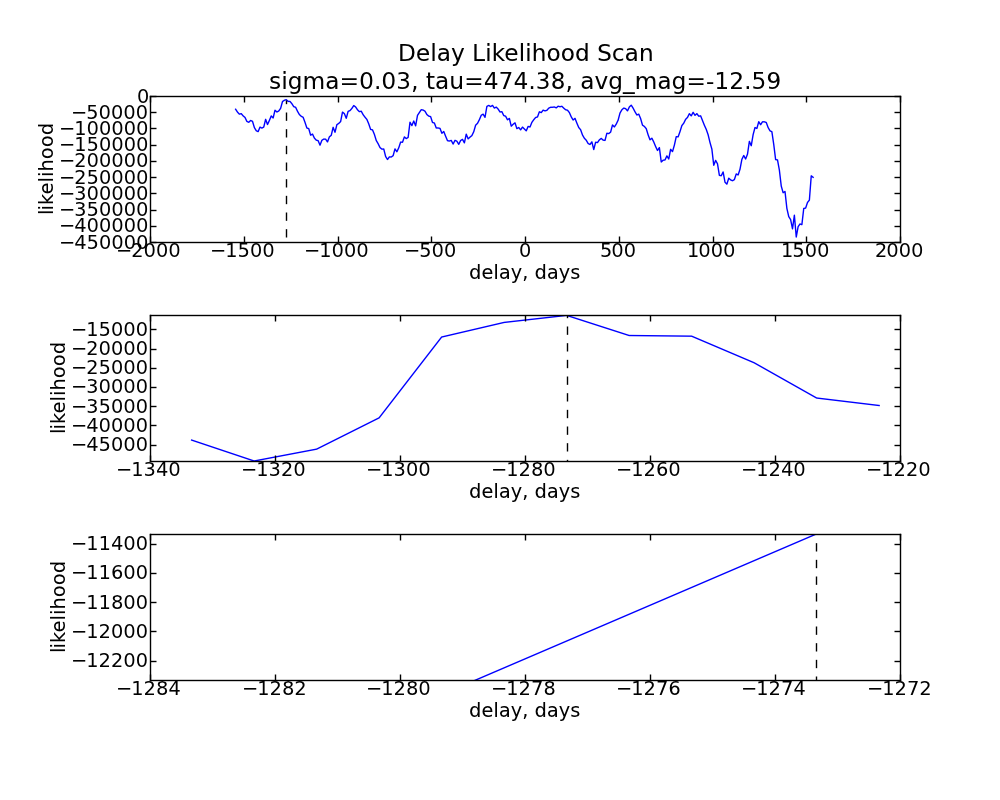 Delay Likelihood Scan
sigma=0.03, tau=474.38, avg_mag=-12.59
0
−50000
−100000
−150000
−200000
−250000
−300000
−350000
−400000
−450000
likelihood
−2000 −1500 −1000 −500 0 500 1000 1500 2000
delay, days
−15000
−20000
−25000
−30000
−35000
−40000
−45000
likelihood
−1340 −1320 −1300 −1280 −1260 −1240 −1220
delay, days
−11400
−11600
−11800
−12000
−12200
likelihood
−1284 −1282 −1280 −1278 −1276 −1274 −1272
delay, days